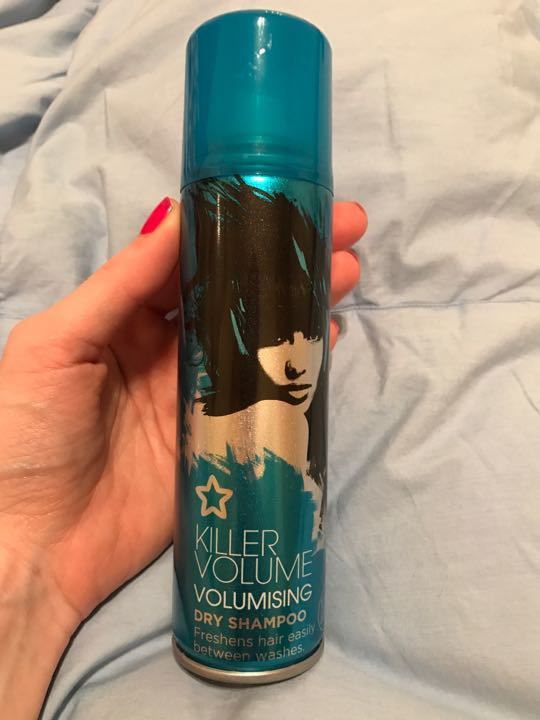 KILLER
VOLUME
VOLUMISING
DRY SHAMPOO
Freshens hair easily
between washes.